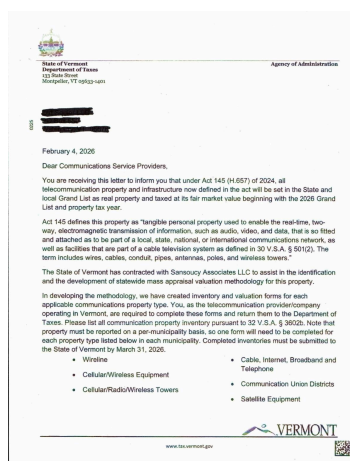 State of Vermont
Department of Taxes
133 State Street
Montpelier, VT 05633-1401
Agency of Administration
February 4, 2026
Dear Communications Service Providers,
You are receiving this letter to inform you that under Act 145 (H.657) of 2024, all
telecommunication property and infrastructure now defined in the act will be set in the State and
local Grand List as real property and taxed at its fair market value beginning with the 2026 Grand
List and property tax year.
Act 145 defines this property as "tangible personal property used to enable the real-time, two-
way, electromagnetic transmission of information, such as audio, video, and data, that is so fitted
and attached as to be part of a local, state, national, or international communications network, as
well as facilities that are part of a cable television system as defined in 30 V.S.A. § 501(2). The
term includes wires, cables, conduit, pipes, antennas, poles, and wireless towers."
The State of Vermont has contracted with Sansoucy Associates LLC to assist in the identification
and the development of statewide mass appraisal valuation methodology for this property.
In developing the methodology, we have created inventory and valuation forms for each
applicable communications property type. You, as the telecommunication provider/company
operating in Vermont, are required to complete these forms and return them to the Department of
Taxes. Please list all communication property inventory pursuant to 32 V.S.A. § 3602b. Note that
property must be reported on a per-municipality basis, so one form will need to be completed for
each property type listed below in each municipality. Completed inventories must be submitted to
the State of Vermont by March 31, 2026.
• Wireline
• Cellular/Wireless Equipment
• Cellular/Radio/Wireless Towers
• Cable, Internet, Broadband and
Telephone
• Communication Union Districts
• Satellite Equipment
VERMONT
www.tax.vermont.gov